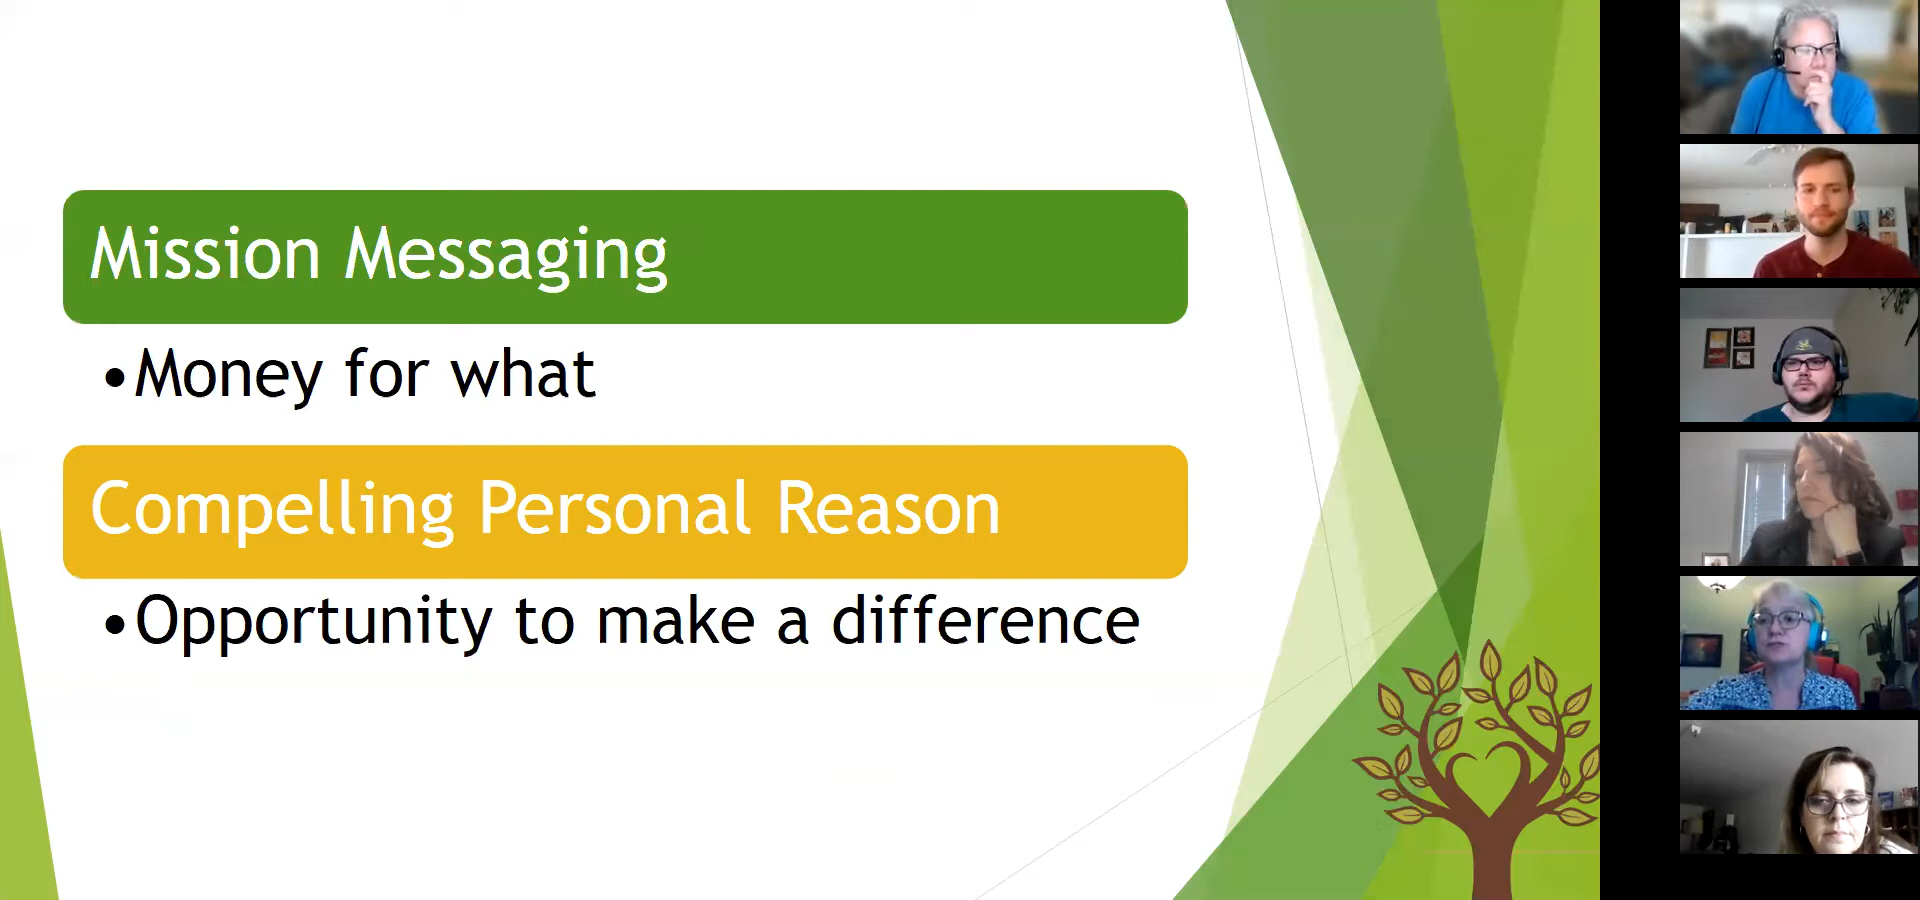 Mission Messaging
•Money for what
Compelling Personal Reason
•Opportunity to make a difference